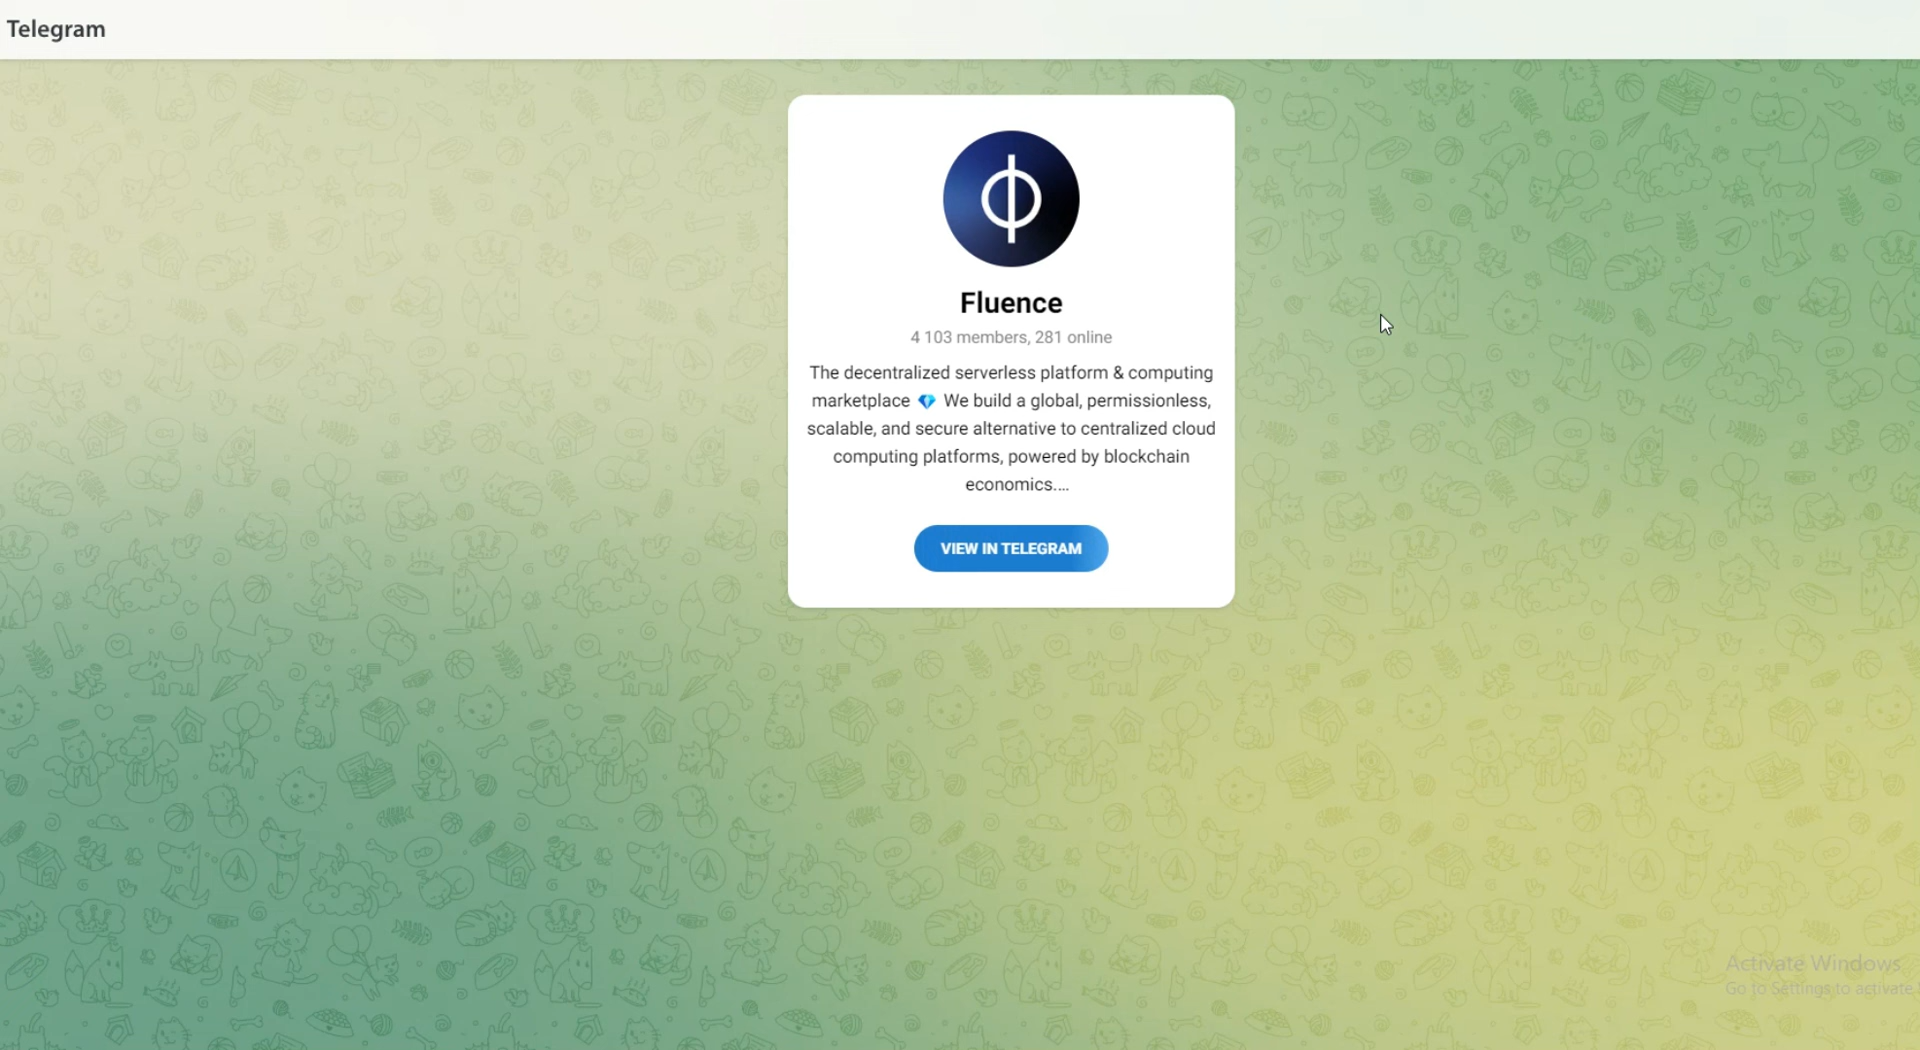 Telegram
Fluence
4 103 members, 281 online
The decentralized serverless platform & computing
marketplace 💎 We build a global, permissionless,
scalable, and secure alternative to centralized cloud
computing platforms, powered by blockchain
economics....
VIEW IN TELEGRAM
Activate Windows
Go to Settings to activate